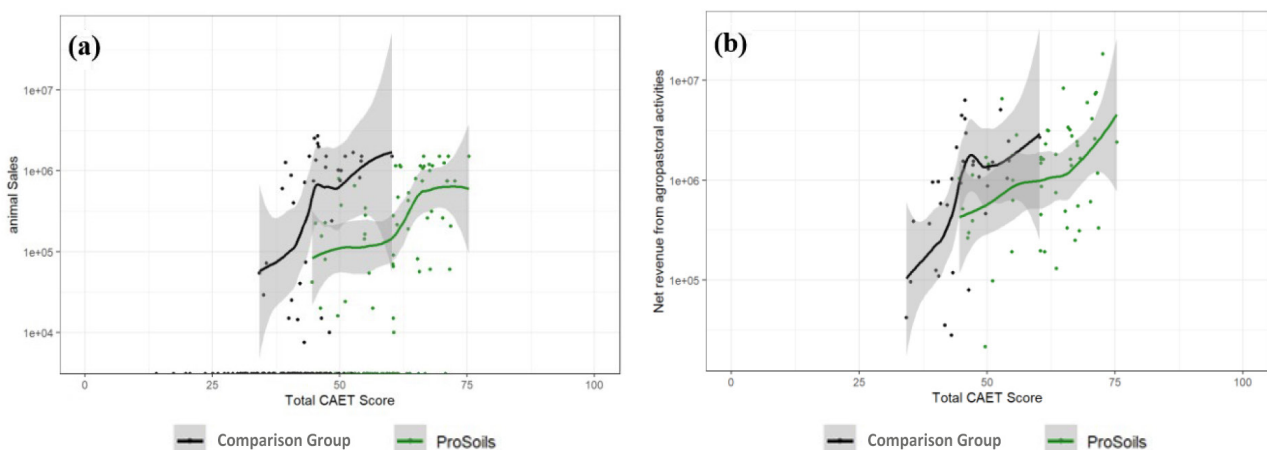 (a)
animal Sales
1e+07
1e+06
1e+05
1e+04
0 25 50 75 100
Total CAET Score
Comparison Group ProSoils
(b)
Net revenue from agropastoral activities
1e+07
1e+06
1e+05
0 25 50 75 100
Total CAET Score
Comparison Group ProSoils